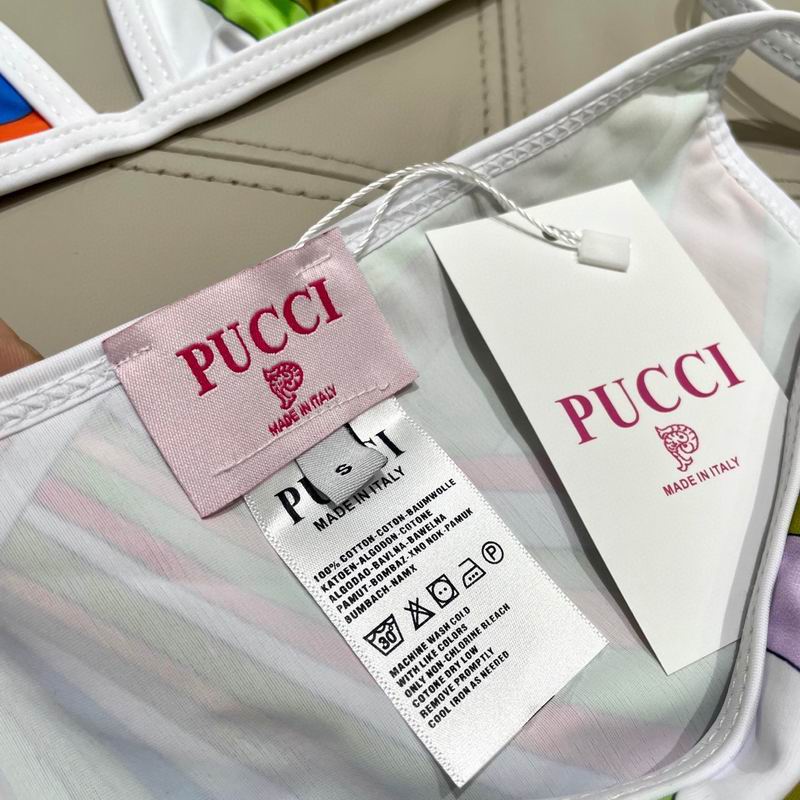 PUCCI
MADE IN ITALY
PUCCI
MADE IN ITALY
S
MADE IN ITALY
100% COTTON-COTON-BAUMWOLLE
KATOEN-ALGODON-COTONE
ALGODAO-BAVLNA-BAWELNA
PAMUT-BOMBAZ-XNO NOK-PAMUK
BUMBACH-NAMX
30°
P
MACHINE WASH COLD
WITH LIKE COLORS
ONLY NON-CHLORINE BLEACH
COTONE DRY LOW
REMOVE PROMPTLY
COOL IRON AS NEEDED